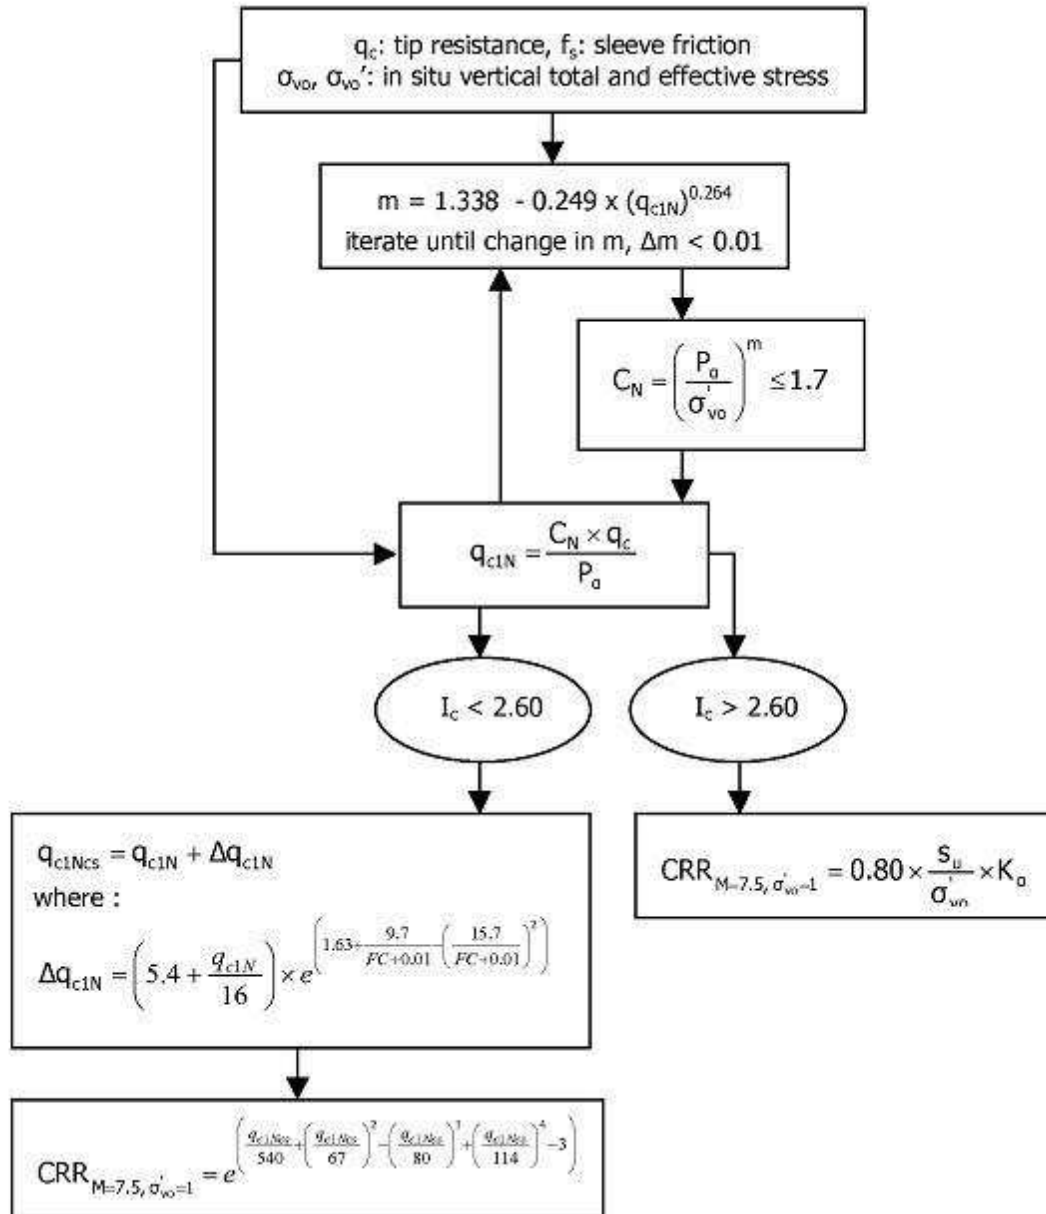 q_c: tip resistance, f_s: sleeve friction
σ_vo, σ_vo': in situ vertical total and effective stress
m = 1.338 - 0.249 x (q_c1N)^0.264
iterate until change in m, Δm < 0.01
C_N = (P_a / σ'_vo)^m ≤ 1.7
q_c1N = (C_N × q_c) / P_a
I_c < 2.60
I_c > 2.60
q_c1Ncs = q_c1N + Δq_c1N
where :
Δq_c1N = (5.4 + q_c1N / 16) × e^(1.63 + 9.7 / (FC+0.01) - (15.7 / (FC+0.01))^2)
CRR_M=7.5, σ'_vo=1 = 0.80 × s_u / σ'_vo × K_α
CRR_M=7.5, σ'_vo=1 = e^(q_c1Ncs / 540 + (q_c1Ncs / 67)^2 - (q_c1Ncs / 80)^3 + (q_c1Ncs / 114)^4 - 3)